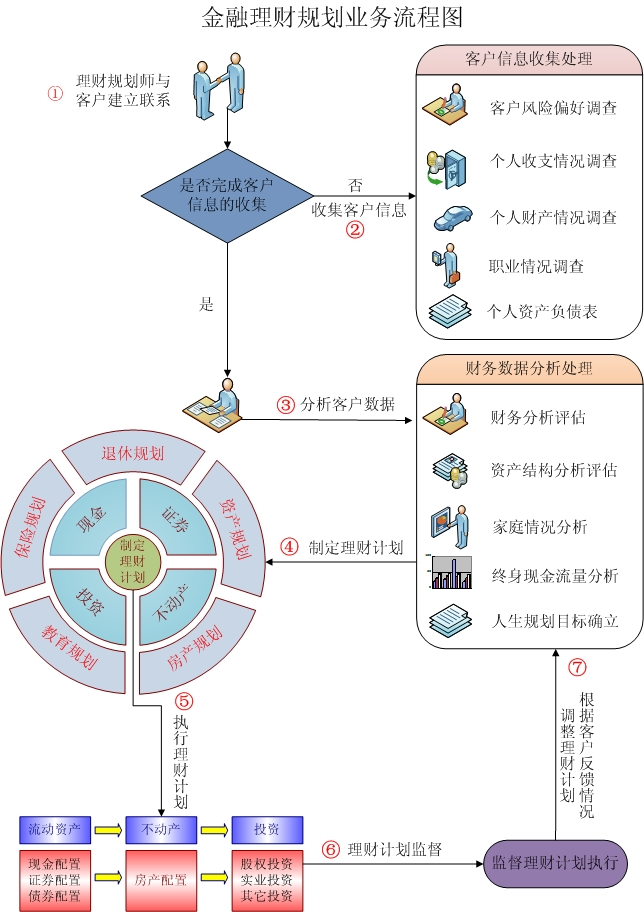 金融理财规划业务流程图
①
理财规划师与
客户建立联系
是否完成客户
信息的收集
否
收集客户信息
②
是
客户信息收集处理
客户风险偏好调查
个人收支情况调查
个人财产情况调查
职业情况调查
个人资产负债表
③ 分析客户数据
财务数据分析处理
财务分析评估
资产结构分析评估
家庭情况分析
终身现金流量分析
人生规划目标确立
④ 制定理财计划
退休规划
保险规划
资产规划
教育规划
房产规划
现金
证券
投资
不动产
制定
理财
计划
⑤
执行理财计划
⑦
根据客户反馈情况
调整理财计划
流动资产
不动产
投资
现金配置
证券配置
债券配置
房产配置
股权投资
实业投资
其它投资
⑥ 理财计划监督
监督理财计划执行